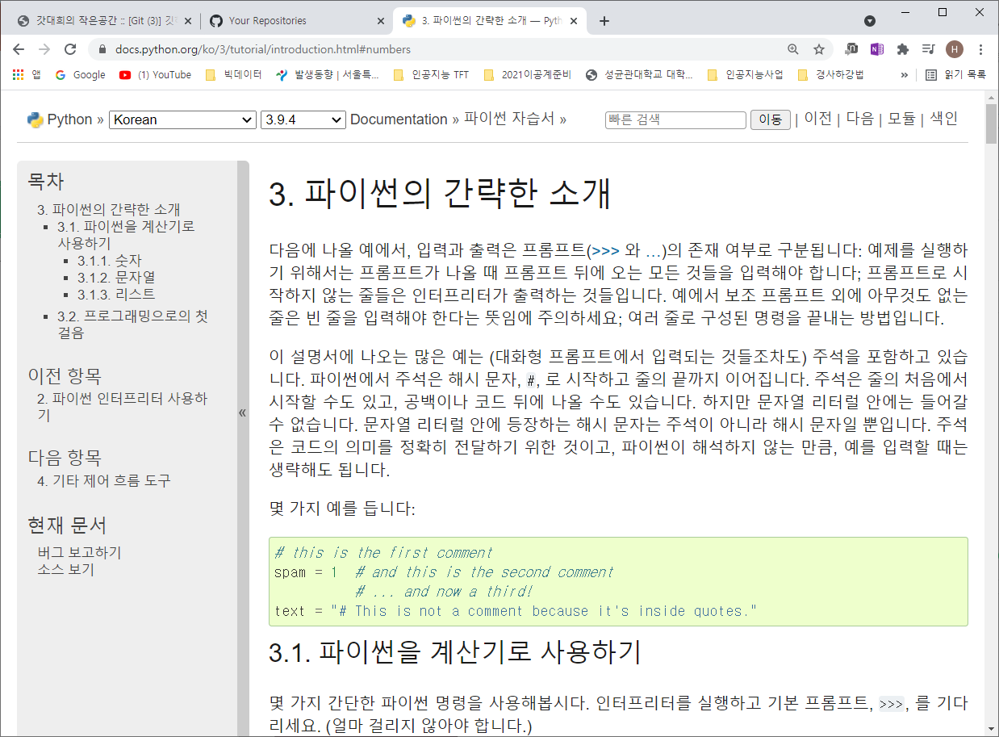 갓대희의 작은공간 :: [Git (3)] 깃
Your Repositories
3. 파이썬의 간략한 소개 — Pyth
docs.python.org/ko/3/tutorial/introduction.html#numbers
H
앱 Google (1) YouTube 빅데이터 발생동향 | 서울특... 인공지능 TFT 2021이공계준비 성균관대학교 대학... 인공지능사업 경사하강법 » 읽기 목록
Python » Korean 3.9.4 Documentation » 파이썬 자습서 » 빠른 검색 이동 | 이전 | 다음 | 모듈 | 색인
목차
3. 파이썬의 간략한 소개
3.1. 파이썬을 계산기로
사용하기
3.1.1. 숫자
3.1.2. 문자열
3.1.3. 리스트
3.2. 프로그래밍으로의 첫
걸음
이전 항목
2. 파이썬 인터프리터 사용하
기
다음 항목
4. 기타 제어 흐름 도구
현재 문서
버그 보고하기
소스 보기
«
3. 파이썬의 간략한 소개
다음에 나올 예에서, 입력과 출력은 프롬프트(>>> 와 ...)의 존재 여부로 구분됩니다: 예제를 실행하
기 위해서는 프롬프트가 나올 때 프롬프트 뒤에 오는 모든 것들을 입력해야 합니다; 프롬프트로 시
작하지 않는 줄들은 인터프리터가 출력하는 것들입니다. 예에서 보조 프롬프트 외에 아무것도 없는
줄은 빈 줄을 입력해야 한다는 뜻임에 주의하세요; 여러 줄로 구성된 명령을 끝내는 방법입니다.
이 설명서에 나오는 많은 예는 (대화형 프롬프트에서 입력되는 것들조차도) 주석을 포함하고 있습
니다. 파이썬에서 주석은 해시 문자, #, 로 시작하고 줄의 끝까지 이어집니다. 주석은 줄의 처음에서
시작할 수도 있고, 공백이나 코드 뒤에 나올 수도 있습니다. 하지만 문자열 리터럴 안에는 들어갈
수 없습니다. 문자열 리터럴 안에 등장하는 해시 문자는 주석이 아니라 해시 문자일 뿐입니다. 주석
은 코드의 의미를 정확히 전달하기 위한 것이고, 파이썬이 해석하지 않는 만큼, 예를 입력할 때는
생략해도 됩니다.
몇 가지 예를 듭니다:
# this is the first comment
spam = 1  # and this is the second comment
          # ... and now a third!
text = "# This is not a comment because it's inside quotes."
3.1. 파이썬을 계산기로 사용하기
몇 가지 간단한 파이썬 명령을 사용해봅시다. 인터프리터를 실행하고 기본 프롬프트, >>>, 를 기다
리세요. (얼마 걸리지 않아야 합니다.)